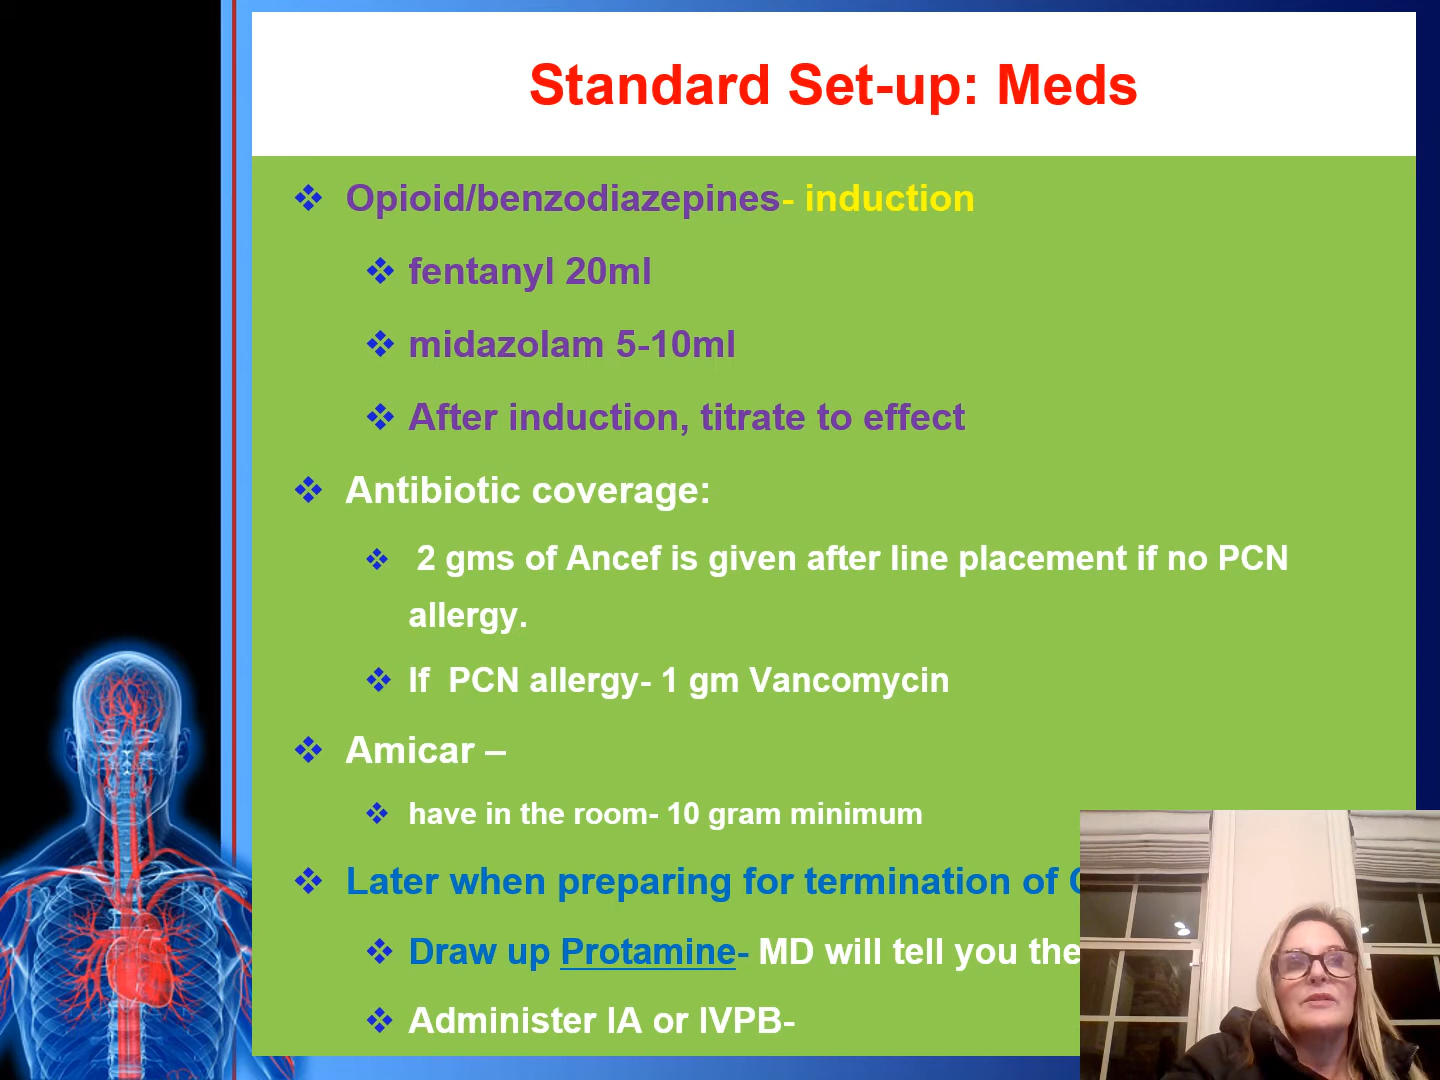 Standard Set-up: Meds
Opioid/benzodiazepines- induction
fentanyl 20ml
midazolam 5-10ml
After induction, titrate to effect
Antibiotic coverage:
2 gms of Ancef is given after line placement if no PCN
allergy.
If PCN allergy- 1 gm Vancomycin
Amicar –
have in the room- 10 gram minimum
Later when preparing for termination of
Draw up Protamine- MD will tell you the
Administer IA or IVPB-